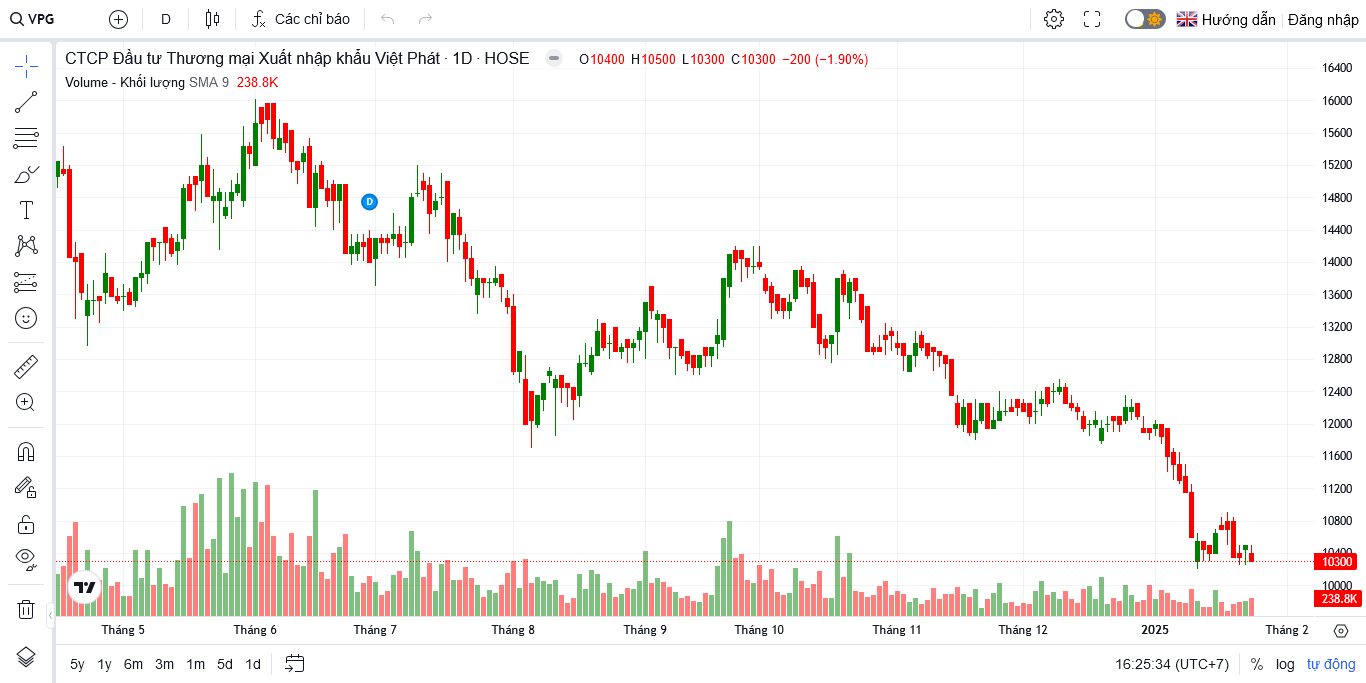 VPG D Các chỉ báo Hướng dẫn Đăng nhập
CTCP Đầu tư Thương mại Xuất nhập khẩu Việt Phát · 1D · HOSE O10400 H10500 L10300 C10300 −200 (−1.90%)
Volume - Khối lượng SMA 9 238.8K
16400
16000
15600
15200
14800
D
14400
14000
13600
13200
12800
12400
12000
11600
11200
10800
10400
10300
10000
238.8K
Tháng 5 Tháng 6 Tháng 7 Tháng 8 Tháng 9 Tháng 10 Tháng 11 Tháng 12 2025 Tháng 2
5y 1y 6m 3m 1m 5d 1d 16:25:34 (UTC+7) % log tự động